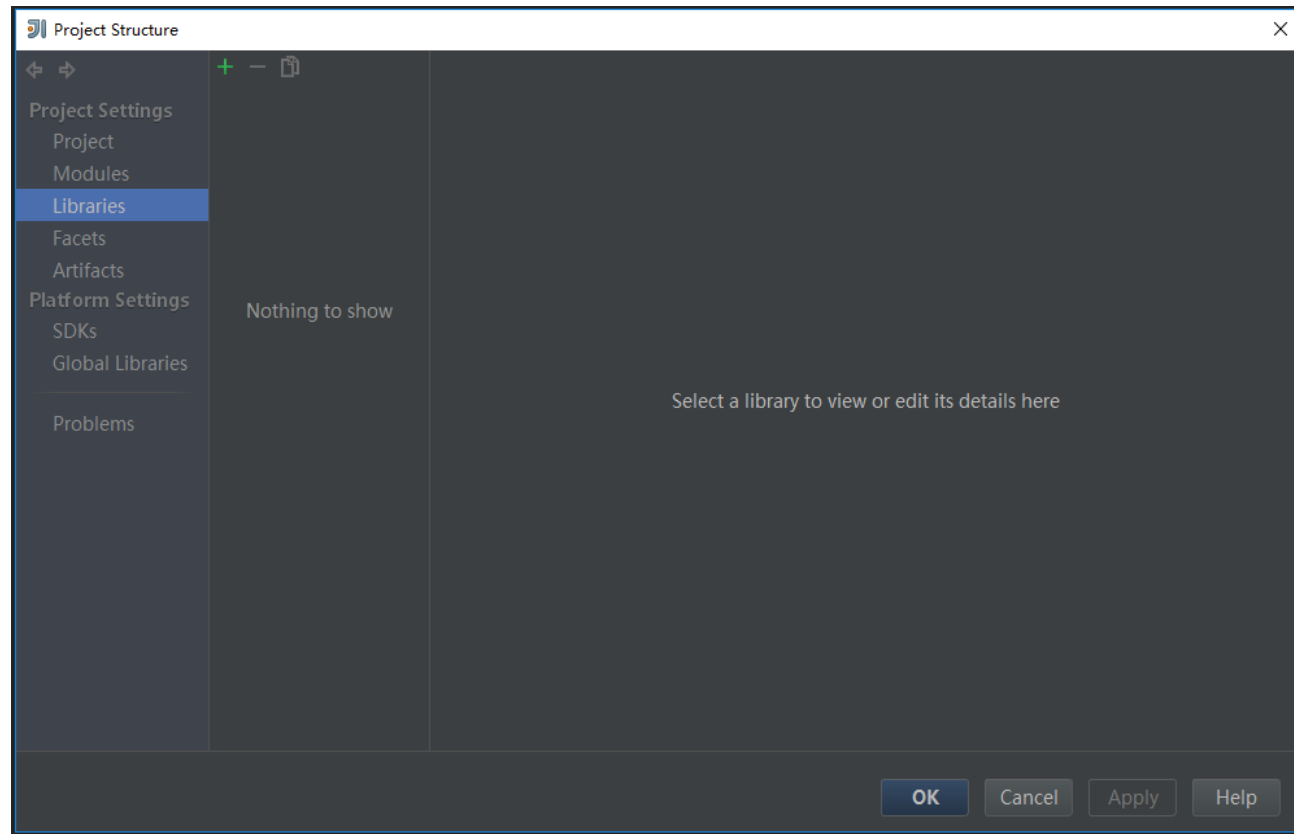 Project Structure
Project Settings
Project
Modules
Libraries
Facets
Artifacts
Platform Settings
SDKs
Global Libraries
Problems
Nothing to show
Select a library to view or edit its details here
OK
Cancel
Apply
Help